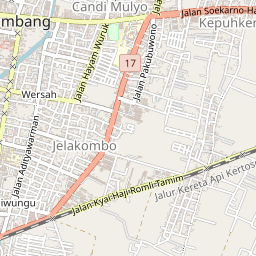 Candi Mulyo
mbang
Kepuhker
Jalan Soekarno-Ha
Jalan Hayam Wuruk
Jalan Pakubuwono
17
Wersah
Jalan Adityawarman
Jelakombo
iwungu
Jalan Kyai Haji Romli Tamim
Jalur Kereta Api Kertos